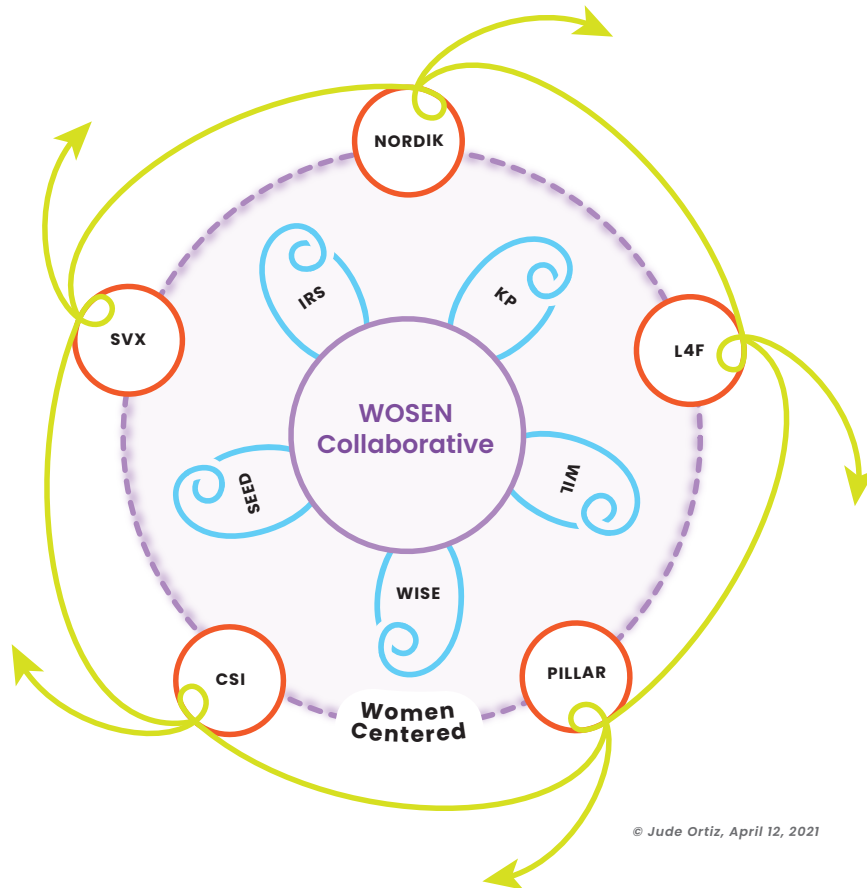 NORDIK
IRS
KP
SVX
L4F
WOSEN
Collaborative
SEED
WIL
WISE
CSI
PILLAR
Women
Centered
© Jude Ortiz, April 12, 2021